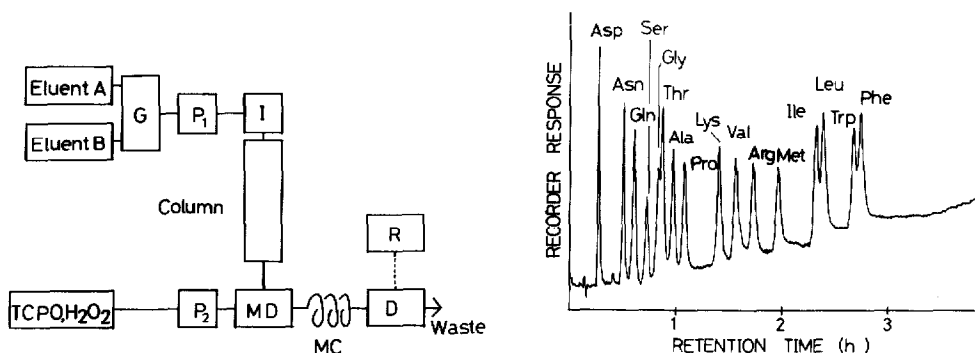 Eluent A
Eluent B
G
P1
I
Column
R
TCPO,H2O2
P2
MD
D
MC
Waste
RECORDER RESPONSE
Asp
Asn
Gln
Ser
Gly
Thr
Ala
Pro
Lys
Val
Arg
Met
Ile
Leu
Trp
Phe
1 2 3
RETENTION TIME (h)